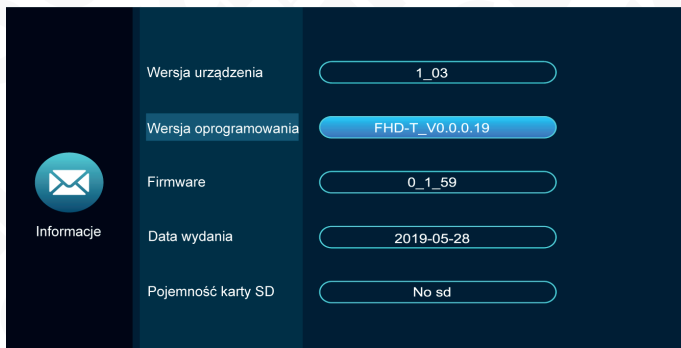 Wersja urządzenia 1_03
Wersja oprogramowania FHD-T_V0.0.0.19
Firmware 0_1_59
Informacje
Data wydania 2019-05-28
Pojemność karty SD No sd